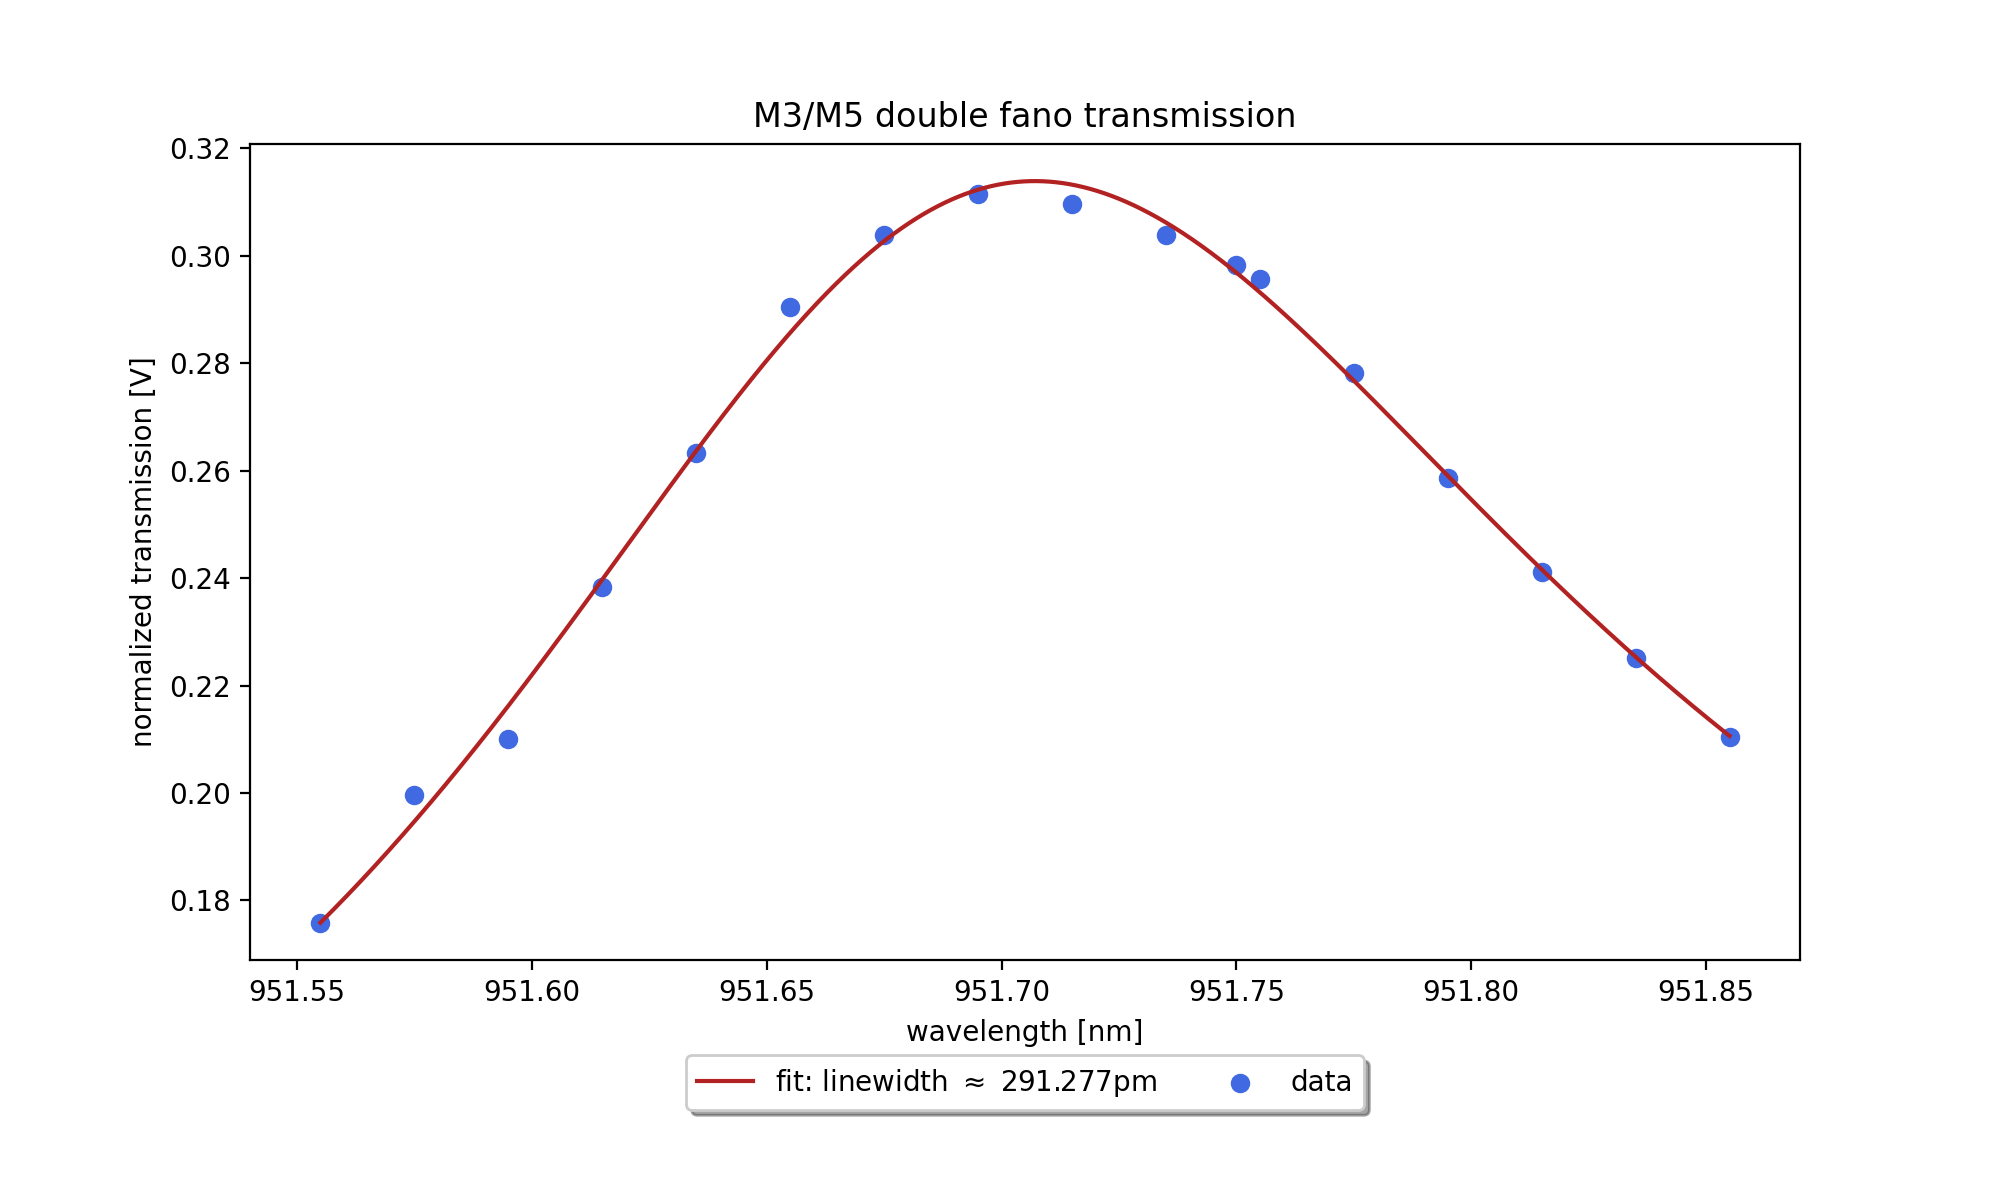 M3/M5 double fano transmission
0.32
0.30
0.28
0.26
0.24
0.22
0.20
0.18
normalized transmission [V]
951.55 951.60 951.65 951.70 951.75 951.80 951.85
wavelength [nm]
fit: linewidth ≈ 291.277pm data